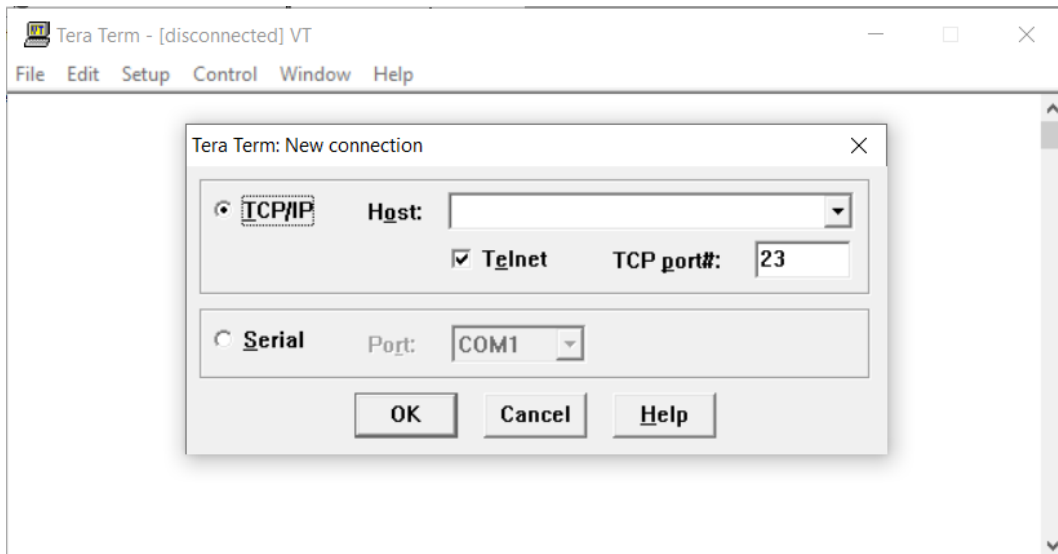 Tera Term - [disconnected] VT
File Edit Setup Control Window Help
Tera Term: New connection
TCP/IP Host:
Telnet TCP port#: 23
Serial Port: COM1
OK Cancel Help